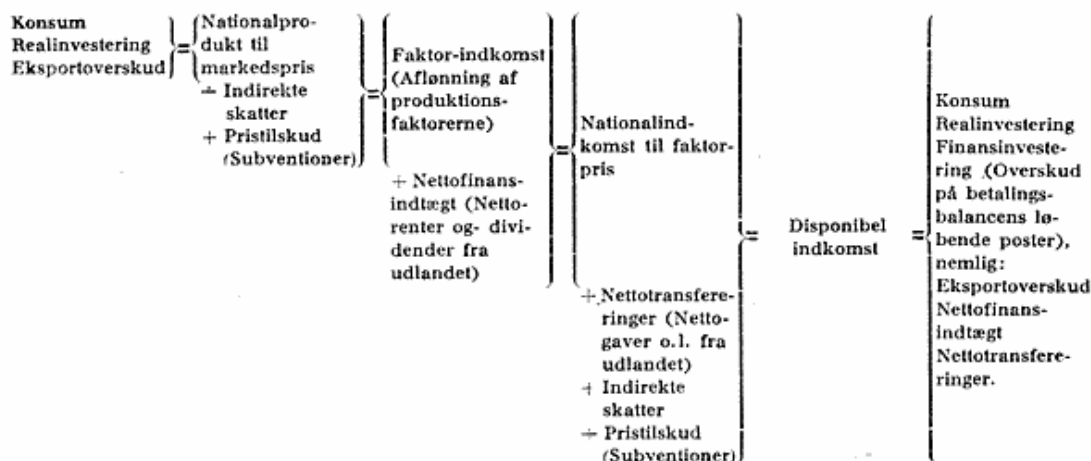 Konsum
Realinvestering
Eksportoverskud
=
Nationalpro-
dukt til
markedspris
÷ Indirekte
skatter
+ Pristilskud
(Subventioner)
=
Faktor-indkomst
(Aflønning af
produktions-
faktorerne)
+ Nettofinans-
indtægt (Netto-
renter og- divi-
dender fra
udlandet)
=
Nationalind-
komst til faktor-
pris
+ Nettotransfere-
ringer (Netto-
gaver o.l. fra
udlandet)
+ Indirekte
skatter
÷ Pristilskud
(Subventioner)
=
Disponibel
indkomst
=
Konsum
Realinvestering
Finansinveste-
ring (Overskud
på betalings-
balancens lø-
bende poster),
nemlig:
Eksportoverskud
Nettofinans-
indtægt
Nettotransfere-
ringer.